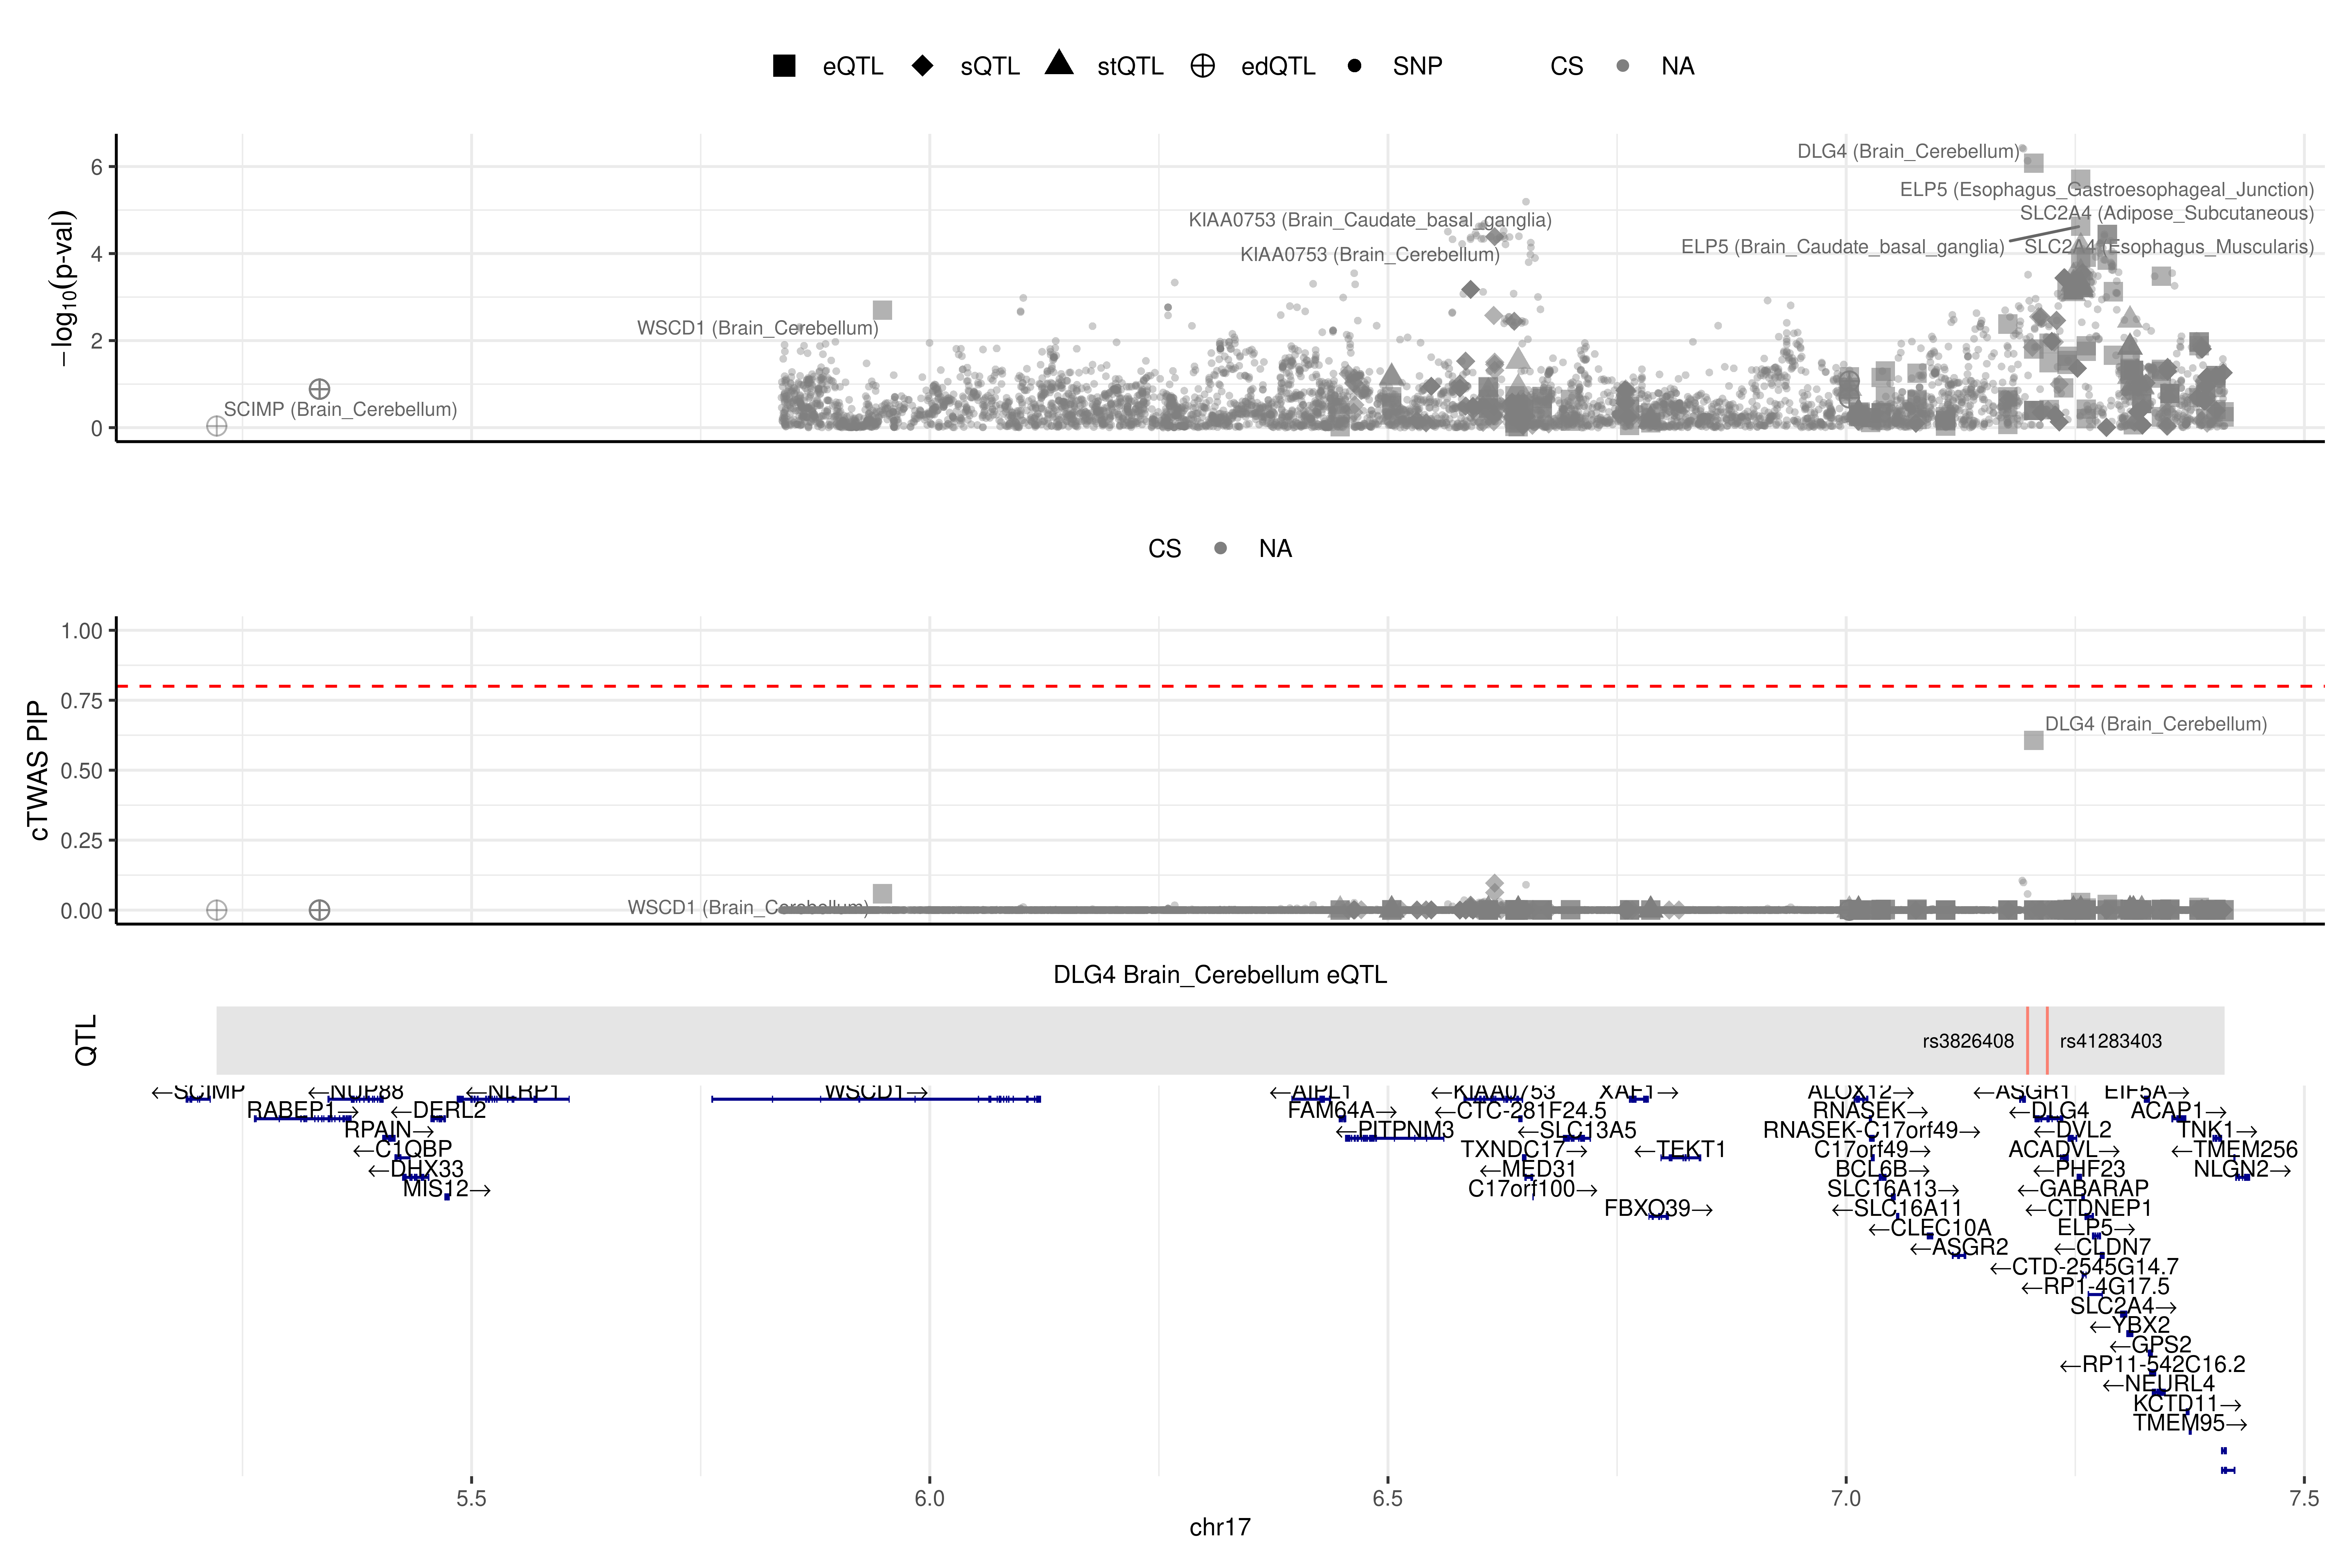 eQTL sQTL stQTL edQTL SNP CS NA
−log10(p-val)
6
4
2
0
DLG4 (Brain_Cerebellum)
ELP5 (Esophagus_Gastroesophageal_Junction)
KIAA0753 (Brain_Caudate_basal_ganglia)
SLC2A4 (Adipose_Subcutaneous)
ELP5 (Brain_Caudate_basal_ganglia)
SLC2A4 (Esophagus_Muscularis)
KIAA0753 (Brain_Cerebellum)
WSCD1 (Brain_Cerebellum)
SCIMP (Brain_Cerebellum)
CS NA
cTWAS PIP
1.00
0.75
0.50
0.25
0.00
DLG4 (Brain_Cerebellum)
WSCD1 (Brain_Cerebellum)
DLG4 Brain_Cerebellum eQTL
QTL
rs3826408 rs41283403
←SCIMP ←NUP88 ←NLRP1 WSCD1→ ←AIPL1 ←KIAA0753 XAF1→ ALOX12→ ←ASGR1 EIF5A→
RABEP1→ ←DERL2 FAM64A→ ←CTC-281F24.5 RNASEK→ ←DLG4 ACAP1→
RPAIN→ ←PITPNM3 ←SLC13A5 RNASEK-C17orf49→ ←DVL2 TNK1→
←C1QBP TXNDC17→ ←TEKT1 C17orf49→ ACADVL→ ←TMEM256
←DHX33 ←MED31 BCL6B→ ←PHF23 NLGN2→
MIS12→ C17orf100→ SLC16A13→ ←GABARAP
FBXO39→ ←SLC16A11 ←CTDNEP1
←CLEC10A ELP5→
←ASGR2 ←CLDN7
←CTD-2545G14.7
←RP1-4G17.5
SLC2A4→
←YBX2
←GPS2
←RP11-542C16.2
←NEURL4
KCTD11→
TMEM95→
5.5 6.0 6.5 7.0 7.5
chr17